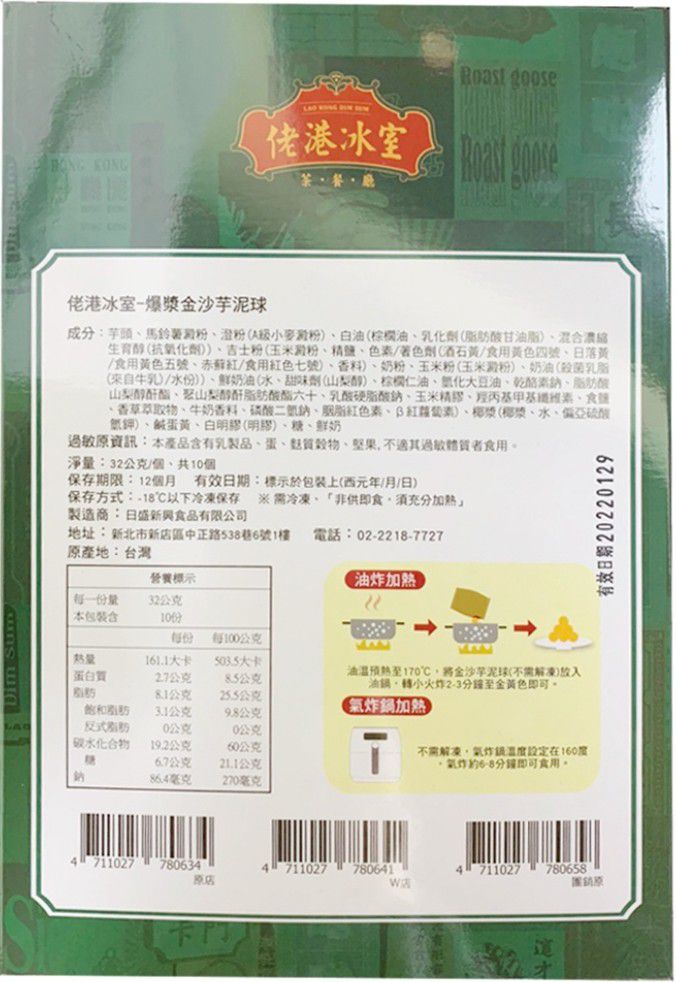 Roast goose
Roast goose
HONG KONG
LAO KONG DIM SUM
佬港冰室
茶·餐·廳
佬港冰室-爆漿金沙芋泥球
成分：芋頭、馬鈴薯澱粉、澄粉(A級小麥澱粉)、白油(棕櫚油、乳化劑(脂肪酸甘油脂)、混合濃縮
生育醇(抗氧化劑))、吉士粉(玉米澱粉、精鹽、色素/著色劑(酒石黃/食用黃色四號、日落黃
/食用黃色五號、赤蘚紅/食用紅色七號)、香料)、奶粉、玉米粉(玉米澱粉)、奶油(殺菌乳脂
(來自牛乳)/水份))、鮮奶油(水、甜味劑(山梨醇)、棕櫚仁油、氫化大豆油、乾酪素鈉、脂肪酸
山梨醇酐酯、聚山梨醇酐脂肪酸酯六十、乳酸硬脂酸鈉、玉米糖膠、羥丙基甲基纖維素、食鹽
、香草萃取物、牛奶香料、磷酸二氫鈉、胭脂紅色素、β紅蘿蔔素)、椰漿(椰漿、水、偏亞硫酸
氫鉀)、鹹蛋黃、白明膠(明膠)、糖、鮮奶
過敏原資訊：本產品含有乳製品、蛋、麩質穀物、堅果,不適其過敏體質者食用。
淨量：32公克/個、共10個
保存期限：12個月 有效日期：標示於包裝上(西元年/月/日)
保存方式：-18℃以下冷凍保存 ※需冷凍、「非供即食，須充分加熱」
製造商：日盛新興食品有限公司
地址：新北市新店區中正路538巷6號1樓 電話：02-2218-7727
原產地：台灣
有效日期20220129
營養標示
每一份量 32公克
本包裝含 10份
每份 每100公克
熱量 161.1大卡 503.5大卡
蛋白質 2.7公克 8.5公克
脂肪 8.1公克 25.5公克
飽和脂肪 3.1公克 9.8公克
反式脂肪 0公克 0公克
碳水化合物 19.2公克 60公克
糖 6.7公克 21.1公克
鈉 86.4毫克 270毫克
油炸加熱
油溫預熱至170℃，將金沙芋泥球(不需解凍)放入
油鍋，轉小火炸2-3分鐘至金黃色即可。
氣炸鍋加熱
不需解凍，氣炸鍋溫度設定在160度
，氣炸約6-8分鐘即可食用。
4 711027 780634
原店
4 711027 780641
W店
4 711027 780658
團銷原
Dim sum